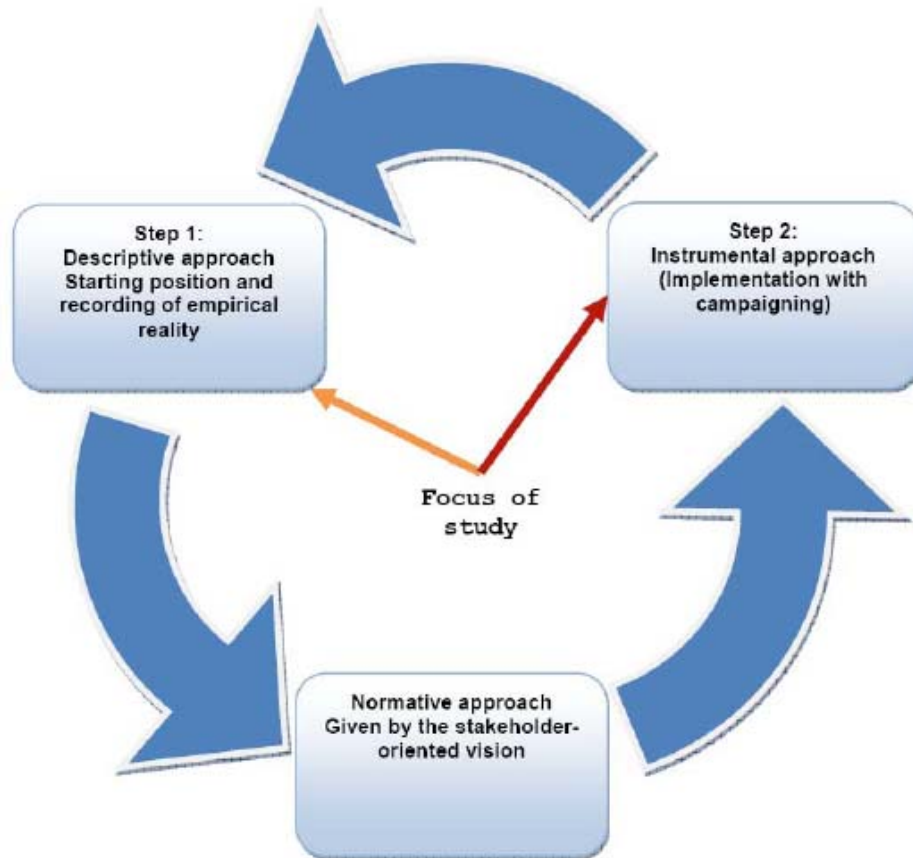 Step 1:
Descriptive approach
Starting position and
recording of empirical
reality
Step 2:
Instrumental approach
(Implementation with
campaigning)
Focus of
study
Normative approach
Given by the stakeholder-
oriented vision